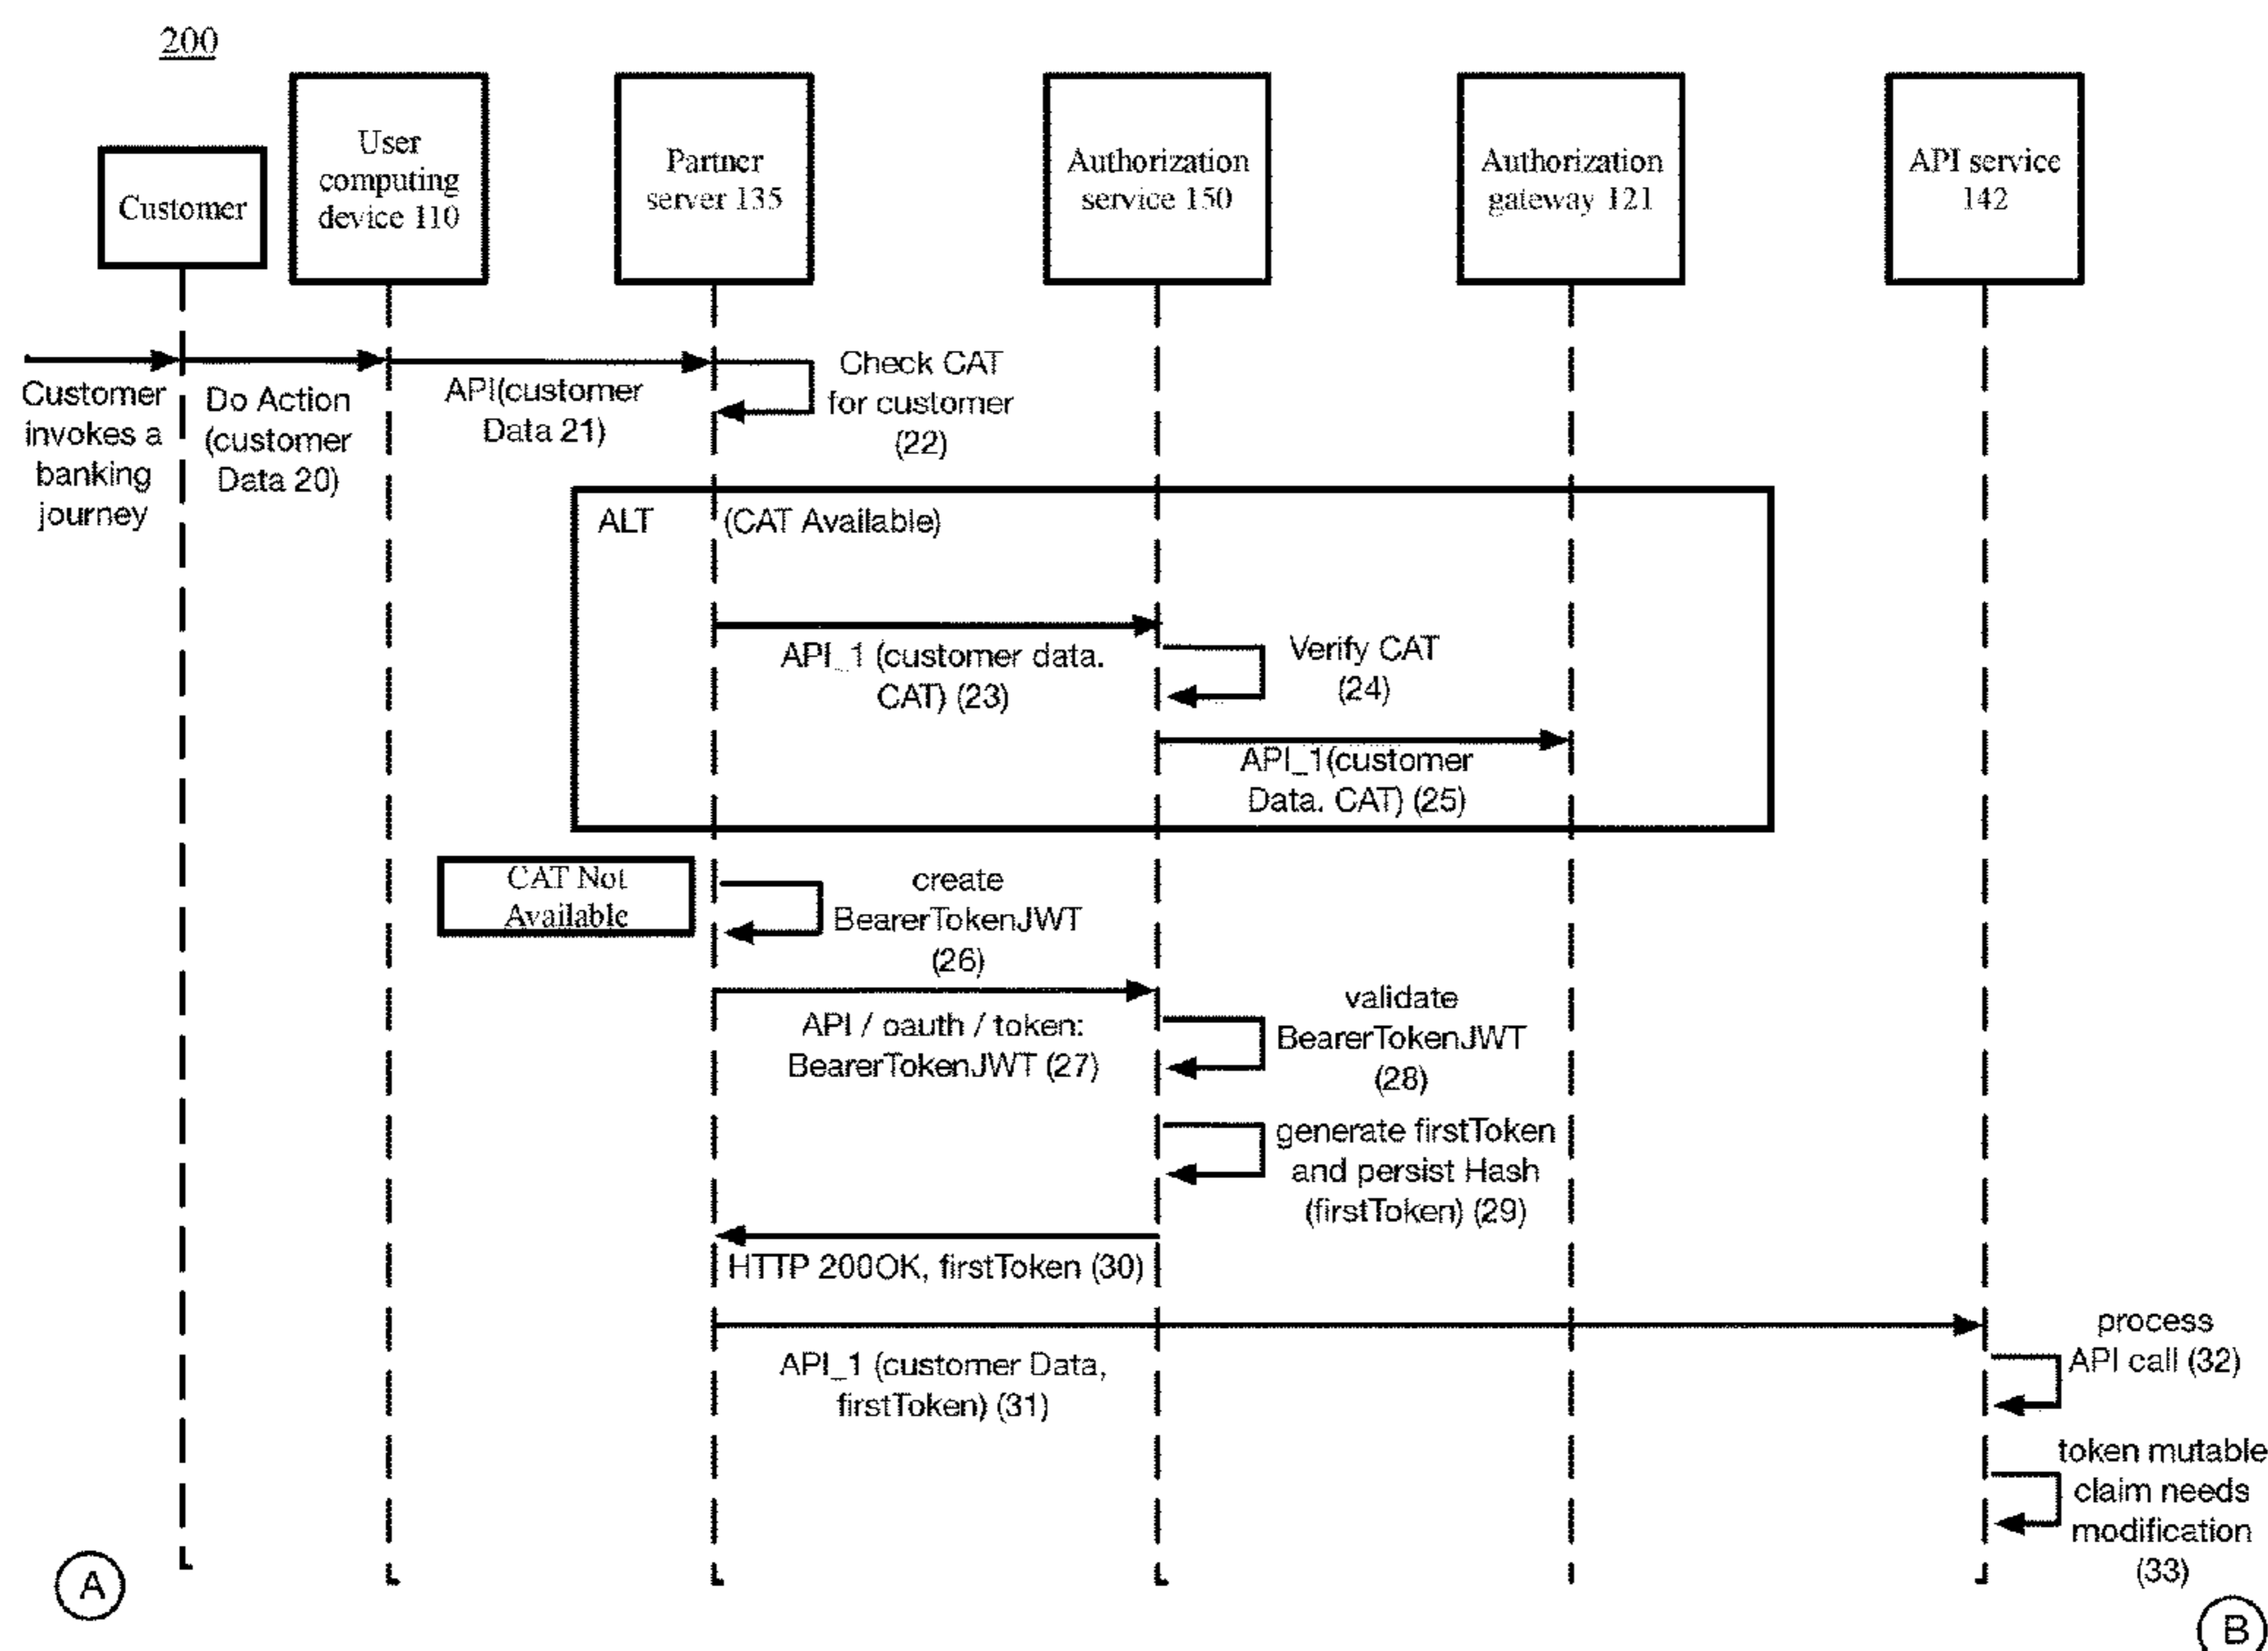 200
Customer
User
computing
device 110
Partner
server 135
Authorization
service 150
Authorization
gateway 121
API service
142
Customer
invokes a
banking
journey
Do Action
(customer
Data 20)
API(customer
Data 21)
Check CAT
for customer
(22)
ALT
(CAT Available)
API_1 (customer data.
CAT) (23)
Verify CAT
(24)
API_1(customer
Data. CAT) (25)
CAT Not
Available
create
BearerTokenJWT
(26)
API / oauth / token:
BearerTokenJWT (27)
validate
BearerTokenJWT
(28)
generate firstToken
and persist Hash
(firstToken) (29)
HTTP 200OK, firstToken (30)
API_1 (customer Data,
firstToken) (31)
process
API call (32)
token mutable
claim needs
modification
(33)
A
B